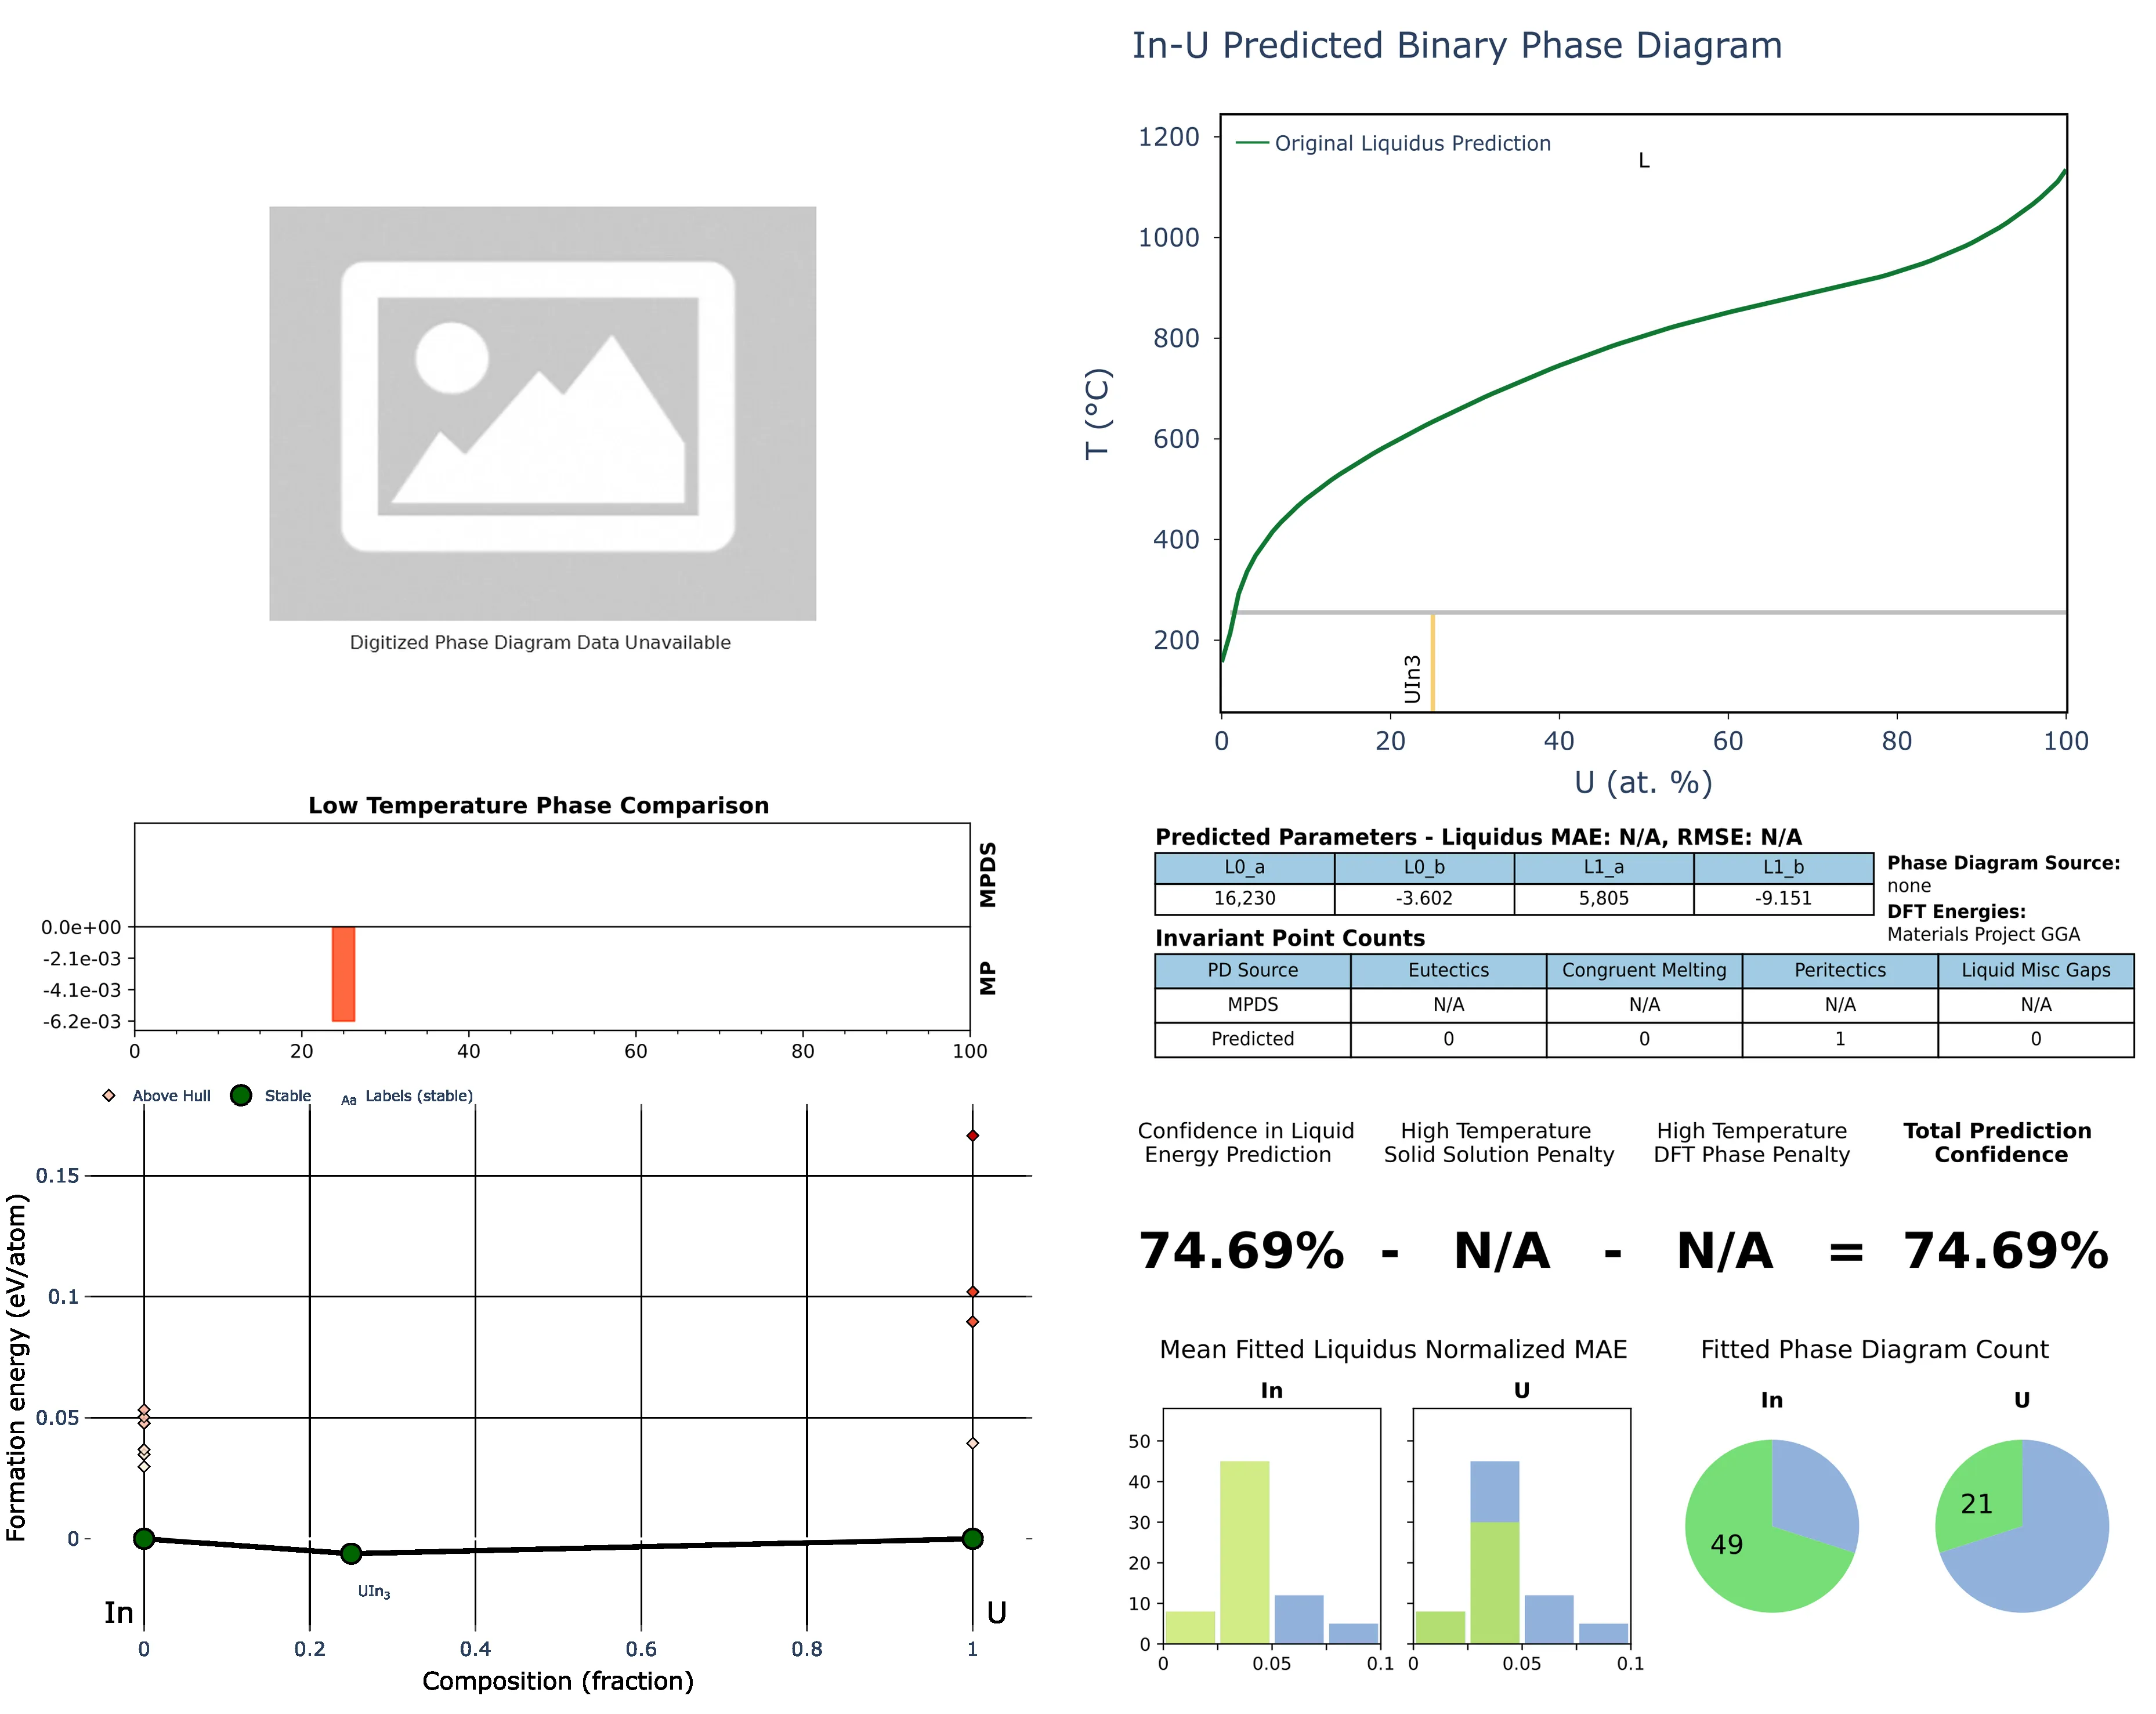 In-U Predicted Binary Phase Diagram
Digitized Phase Diagram Data Unavailable
1200
1000
800
600
400
200
T (°C)
Original Liquidus Prediction
L
UIn3
0 20 40 60 80 100
U (at. %)
Low Temperature Phase Comparison
0.0e+00
-2.1e-03
-4.1e-03
-6.2e-03
MPDS
MP
0 20 40 60 80 100
Predicted Parameters - Liquidus MAE: N/A, RMSE: N/A
L0_a L0_b L1_a L1_b
16,230 -3.602 5,805 -9.151
Phase Diagram Source:
none
DFT Energies:
Materials Project GGA
Invariant Point Counts
PD Source Eutectics Congruent Melting Peritectics Liquid Misc Gaps
MPDS N/A N/A N/A N/A
Predicted 0 0 1 0
Above Hull Stable Aa Labels (stable)
0.15
0.1
0.05
0
Formation energy (eV/atom)
UIn3
In U
0 0.2 0.4 0.6 0.8 1
Composition (fraction)
Confidence in Liquid
Energy Prediction
High Temperature
Solid Solution Penalty
High Temperature
DFT Phase Penalty
Total Prediction
Confidence
74.69% - N/A - N/A = 74.69%
Mean Fitted Liquidus Normalized MAE
In U
50
40
30
20
10
0
0 0.05 0.1 0 0.05 0.1
Fitted Phase Diagram Count
In U
49 21